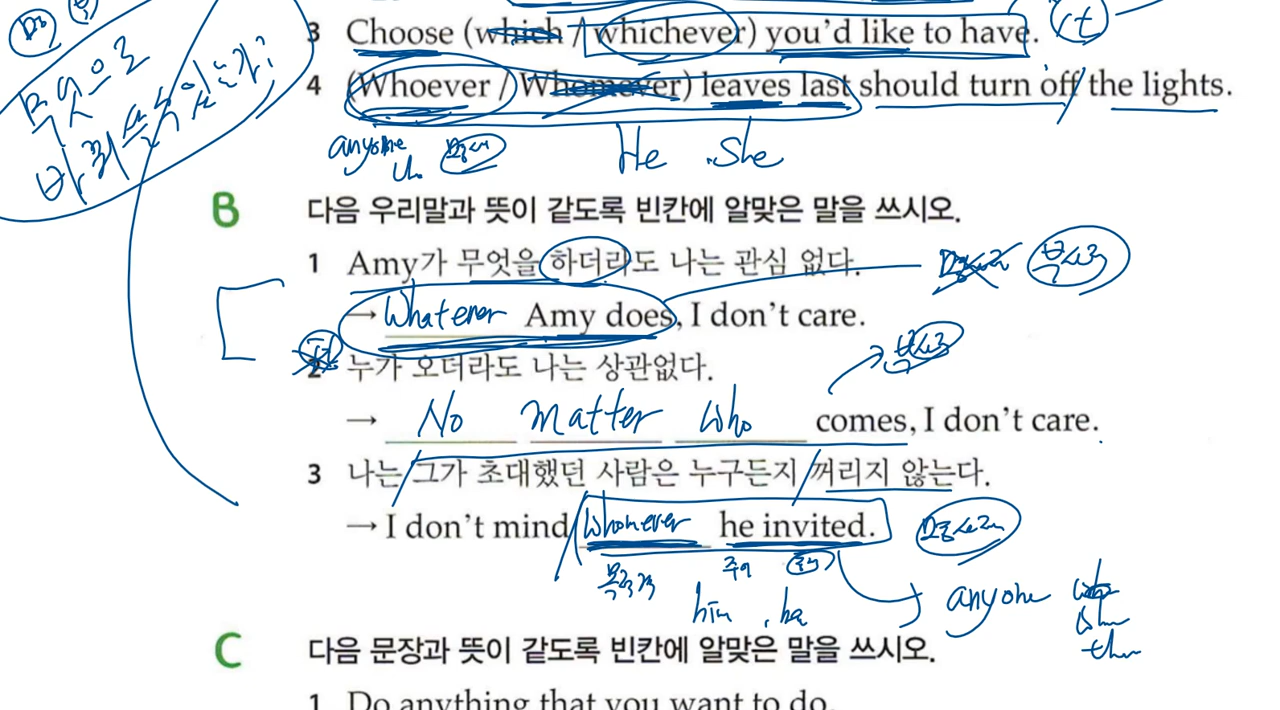 3 Choose (which / whichever) you'd like to have.
it
무엇으로
바꿔쓸수있는가?
4 (Whoever / Whomever) leaves last should turn off the lights.
anyone
who
He she
B 다음 우리말과 뜻이 같도록 빈칸에 알맞은 말을 쓰시오.
1 Amy가 무엇을 하더라도 나는 관심 없다.
→ Whatever Amy does, I don't care.
2 누가 오더라도 나는 상관없다.
→ No matter who comes, I don't care.
3 나는 그가 초대했던 사람은 누구든지 꺼리지 않는다.
→ I don't mind whomever he invited.
목적격 주어
him, her
anyone
C 다음 문장과 뜻이 같도록 빈칸에 알맞은 말을 쓰시오.
1 Do anything that you want to do.